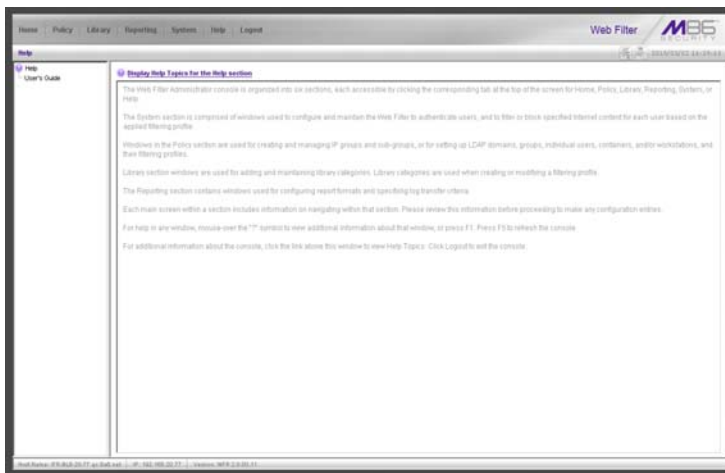 Home Policy Library Reporting System Help Logout
Web Filter
M86
SECURITY
Help
Help
User's Guide
Display Help Topics for the Help section
The Web Filter Administrator console is organized into six sections, each accessible by clicking the corresponding tab at the top of the screen for Home, Policy, Library, Reporting, System, or
Help.
The System section is comprised of windows used to configure and maintain the Web Filter to authenticate users, and to filter or block specified Internet content for each user based on the
applied filtering profile.
Windows in the Policy section are used for creating and managing IP groups and sub-groups, or for setting up LDAP domains, groups, individual users, containers, and/or workstations, and
their filtering profiles.
Library section windows are used for adding and maintaining library categories. Library categories are used when creating or modifying a filtering profile.
The Reporting section contains windows used for configuring report formats and specifying log transfer criteria.
Each main screen within a section includes information on navigating within that section. Please review this information before proceeding to make any configuration entries.
For help in any window, mouse-over the "?" symbol to view additional information about that window, or press F1. Press F5 to refresh the console.
For additional information about the console, click the link above this window to view Help Topics. Click Logout to exit the console.
Host Name: IP: 192.168.20.77 Version: